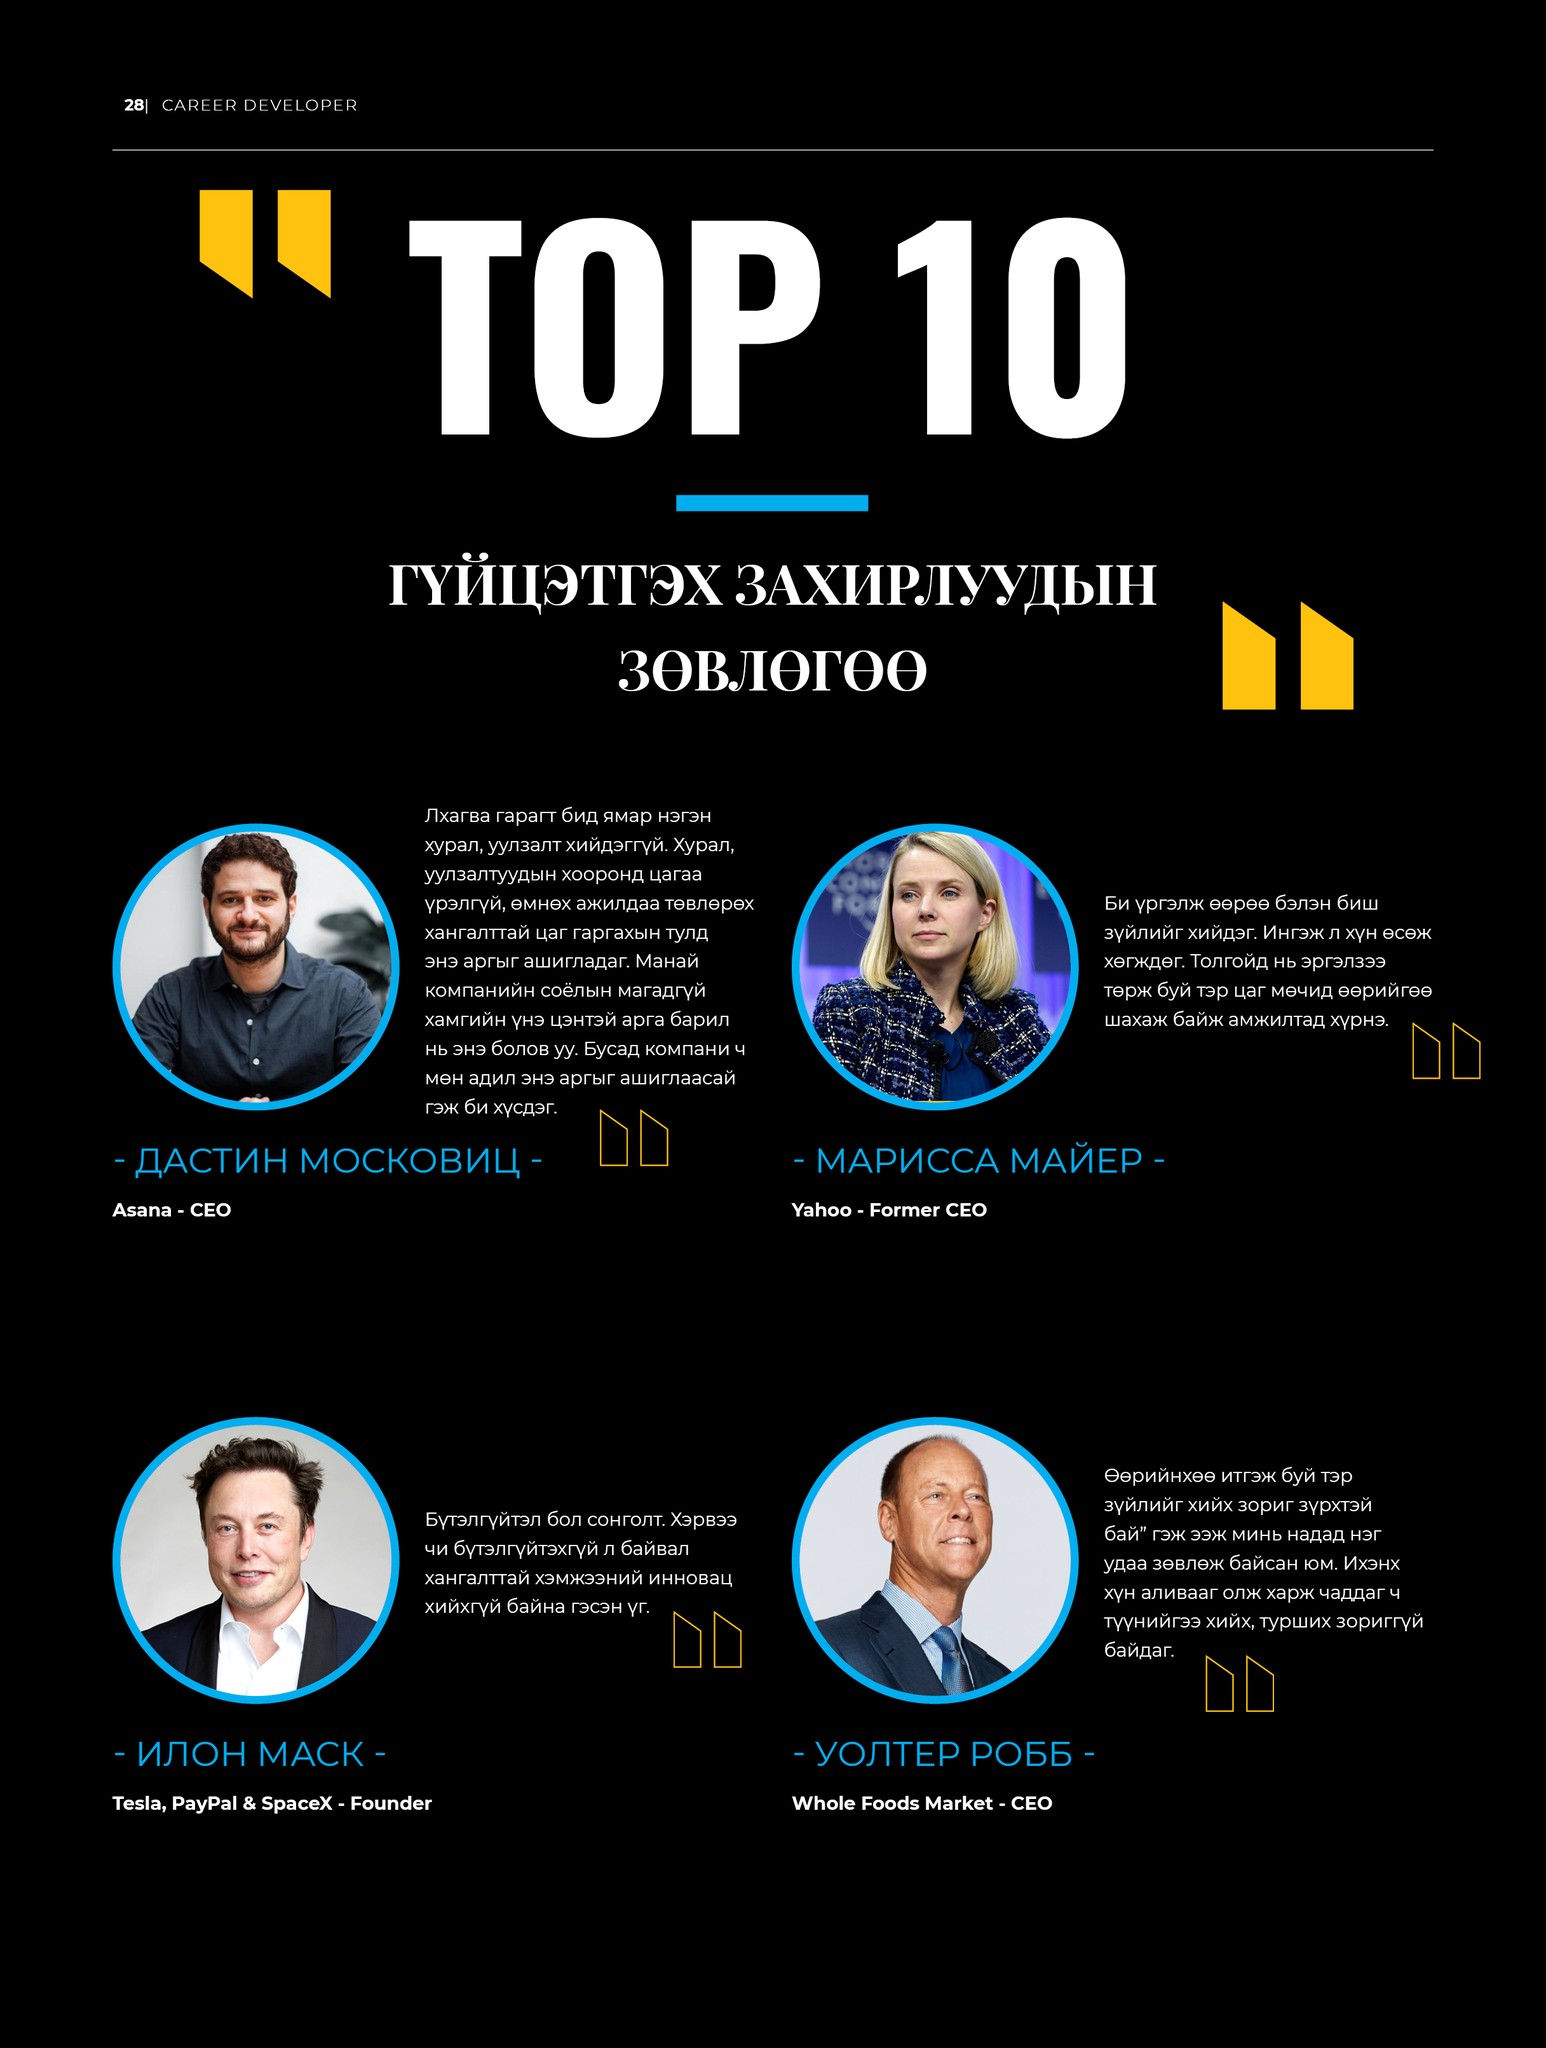 28| CAREER DEVELOPER
TOP 10
ГҮЙЦЭТГЭХ ЗАХИРЛУУДЫН
ЗӨВЛӨГӨӨ
Лхагва гарагт бид ямар нэгэн
хурал, уулзалт хийдэггүй. Хурал,
уулзалтуудын хооронд цагаа
үрэлгүй, өмнөх ажилдаа төвлөрөх
хангалттай цаг гаргахын тулд
энэ аргыг ашигладаг. Манай
компанийн соёлын магадгүй
хамгийн үнэ цэнтэй арга барил
нь энэ болов уу. Бусад компани ч
мөн адил энэ аргыг ашиглаасай
гэж би хүсдэг.
- ДАСТИН МОСКОВИЦ -
Asana - CEO
Би үргэлж өөрөө бэлэн биш
зүйлийг хийдэг. Ингэж л хүн өсөж
хөгждөг. Толгойд нь эргэлзээ
төрж буй тэр цаг мөчид өөрийгөө
шахаж байж амжилтад хүрнэ.
- МАРИССА МАЙЕР -
Yahoo - Former CEO
Бүтэлгүйтэл бол сонголт. Хэрвээ
чи бүтэлгүйтэхгүй л байвал
хангалттай хэмжээний инновац
хийхгүй байна гэсэн үг.
- ИЛОН МАСК -
Tesla, PayPal & SpaceX - Founder
Өөрийнхөө итгэж буй тэр
зүйлийг хийх зориг зүрхтэй
бай” гэж ээж минь надад нэг
удаа зөвлөж байсан юм. Ихэнх
хүн аливааг олж харж чаддаг ч
түүнийгээ хийх, турших зориггүй
байдаг.
- УОЛТЕР РОББ -
Whole Foods Market - CEO